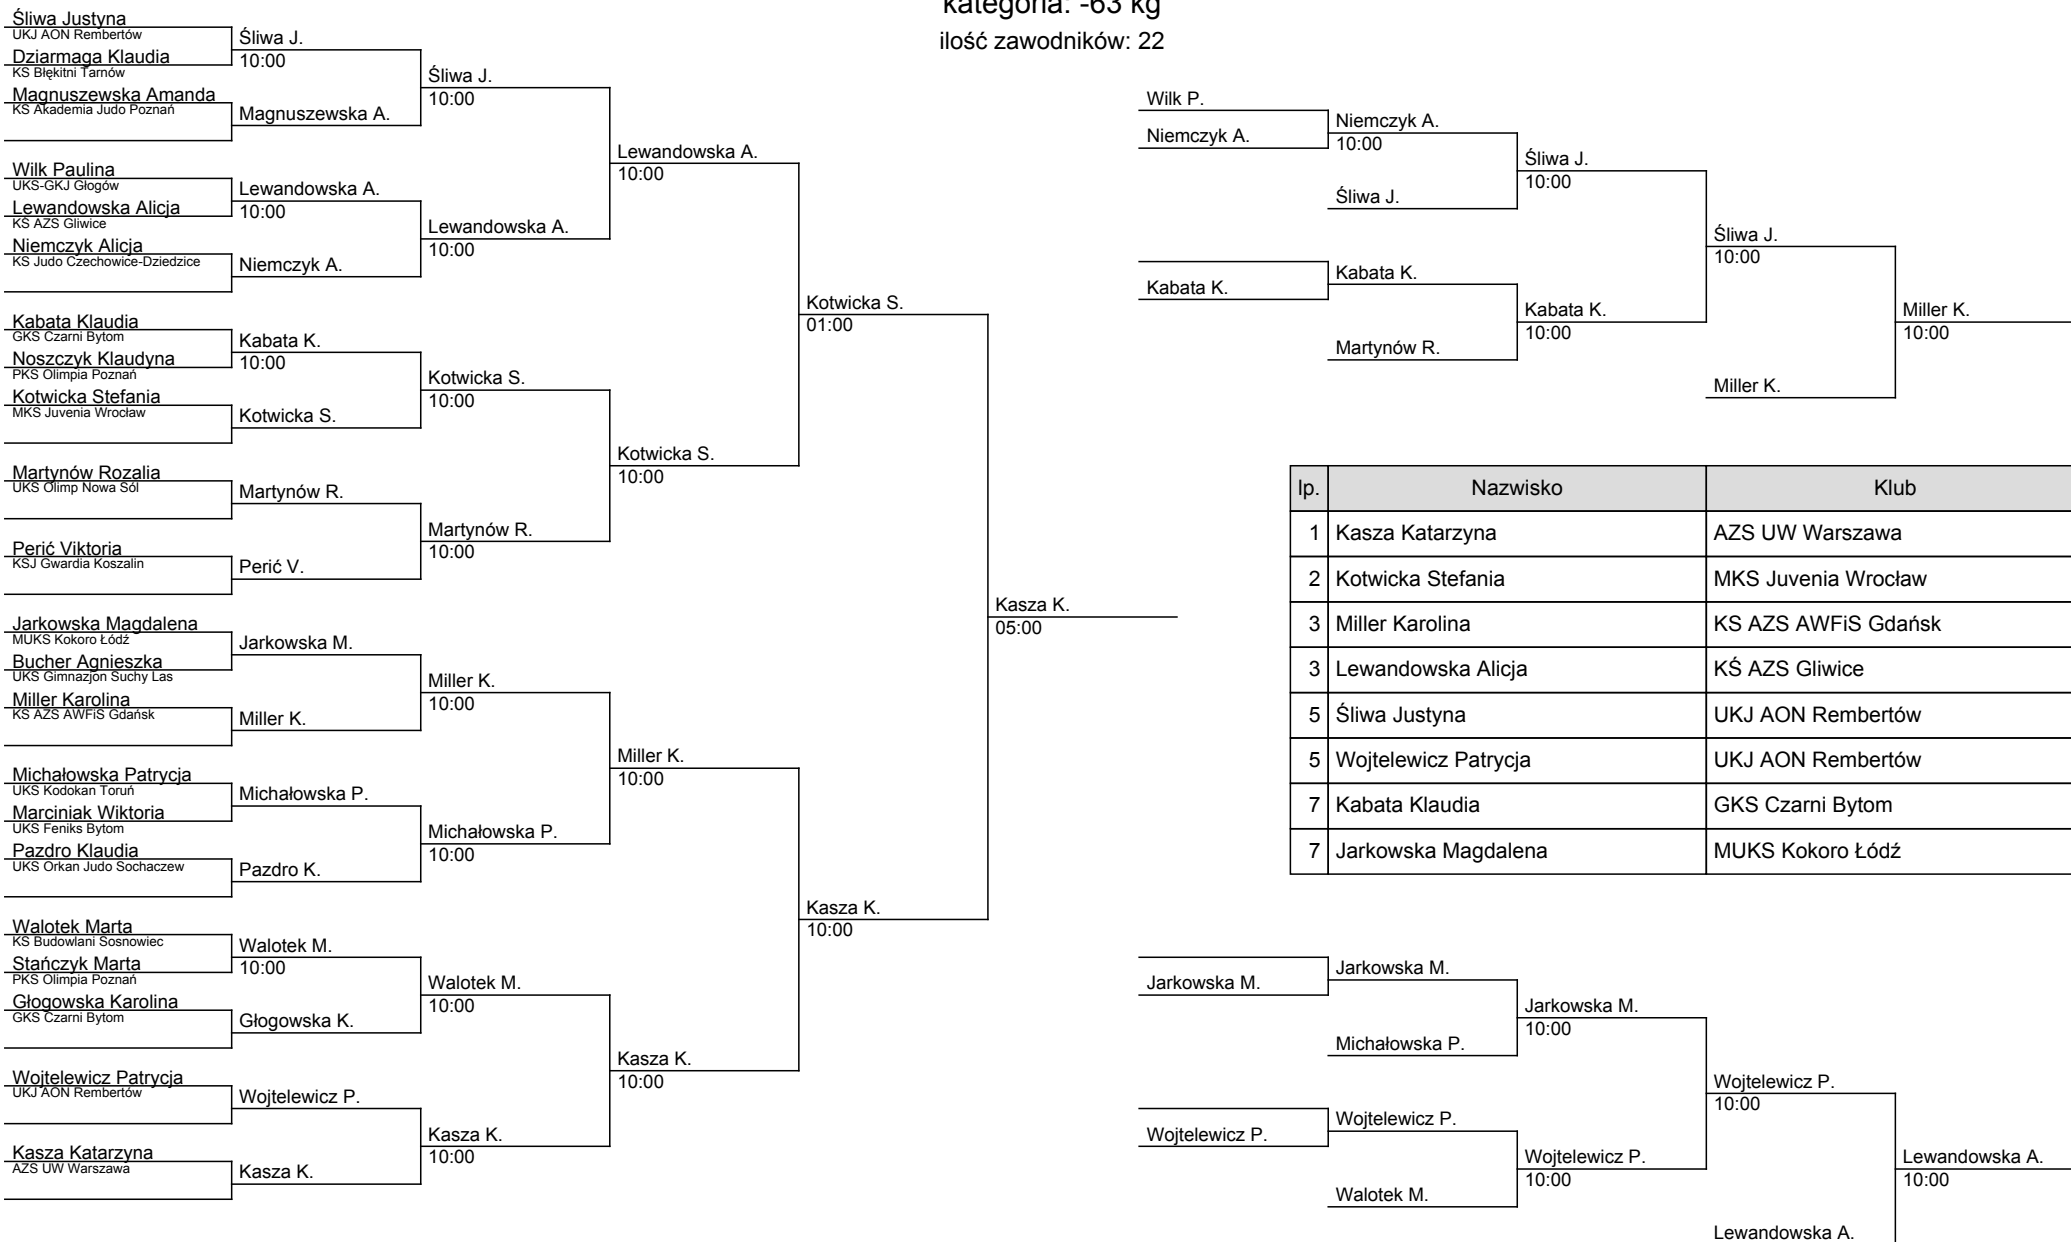 kategoria: -63 kg
ilość zawodników: 22
Śliwa Justyna
UKJ AON Rembertów
Dziarmaga Klaudia
KS Błękitni Tarnów
Magnuszewska Amanda
KS Akademia Judo Poznań
Wilk Paulina
UKS-GKJ Głogów
Lewandowska Alicja
KŚ AZS Gliwice
Niemczyk Alicja
KS Judo Czechowice-Dziedzice
Kabata Klaudia
GKS Czarni Bytom
Noszczyk Klaudyna
PKS Olimpia Poznań
Kotwicka Stefania
MKS Juvenia Wrocław
Martynów Rozalia
UKS Olimp Nowa Sól
Perić Viktoria
KSJ Gwardia Koszalin
Jarkowska Magdalena
MUKS Kokoro Łódź
Bucher Agnieszka
UKS Gimnazjon Suchy Las
Miller Karolina
KS AZS AWFiS Gdańsk
Michałowska Patrycja
UKS Kodokan Toruń
Marciniak Wiktoria
UKS Feniks Bytom
Pazdro Klaudia
UKS Orkan Judo Sochaczew
Walotek Marta
KS Budowlani Sosnowiec
Stańczyk Marta
PKS Olimpia Poznań
Głogowska Karolina
GKS Czarni Bytom
Wojtelewicz Patrycja
UKJ AON Rembertów
Kasza Katarzyna
AZS UW Warszawa
Śliwa J.
10:00
Magnuszewska A.
Lewandowska A.
10:00
Niemczyk A.
Kabata K.
10:00
Kotwicka S.
Martynów R.
Perić V.
Jarkowska M.
Miller K.
Michałowska P.
Pazdro K.
Walotek M.
10:00
Głogowska K.
Wojtelewicz P.
Kasza K.
Śliwa J.
10:00
Lewandowska A.
10:00
Kotwicka S.
10:00
Martynów R.
10:00
Miller K.
10:00
Michałowska P.
10:00
Walotek M.
10:00
Kasza K.
10:00
Lewandowska A.
10:00
Kotwicka S.
10:00
Miller K.
10:00
Kasza K.
10:00
Kotwicka S.
01:00
Kasza K.
10:00
Kasza K.
05:00
Wilk P.
Niemczyk A.
Kabata K.
Niemczyk A.
10:00
Śliwa J.
Kabata K.
Martynów R.
Śliwa J.
10:00
Kabata K.
10:00
Śliwa J.
10:00
Miller K.
Miller K.
10:00
lp. Nazwisko Klub
1 Kasza Katarzyna AZS UW Warszawa
2 Kotwicka Stefania MKS Juvenia Wrocław
3 Miller Karolina KS AZS AWFiS Gdańsk
3 Lewandowska Alicja KŚ AZS Gliwice
5 Śliwa Justyna UKJ AON Rembertów
5 Wojtelewicz Patrycja UKJ AON Rembertów
7 Kabata Klaudia GKS Czarni Bytom
7 Jarkowska Magdalena MUKS Kokoro Łódź
Jarkowska M.
Wojtelewicz P.
Jarkowska M.
Michałowska P.
Wojtelewicz P.
Walotek M.
Jarkowska M.
10:00
Wojtelewicz P.
10:00
Wojtelewicz P.
10:00
Lewandowska A.
Lewandowska A.
10:00